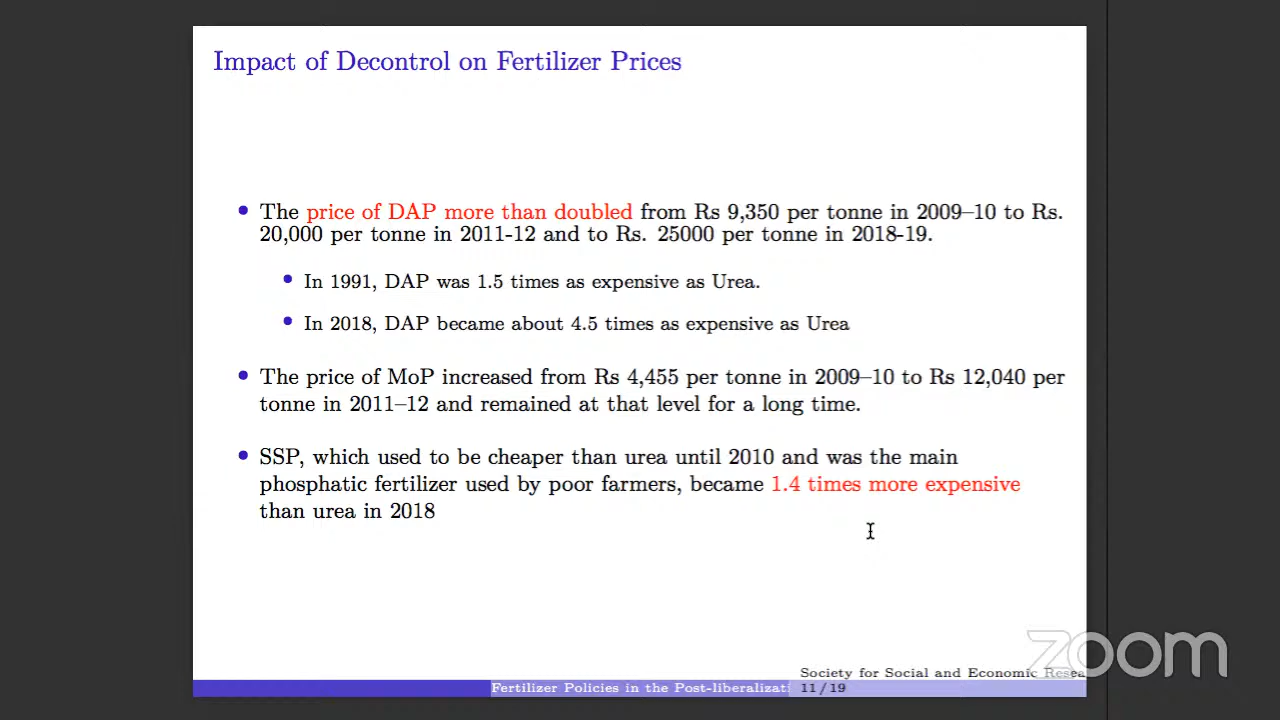 Impact of Decontrol on Fertilizer Prices
The price of DAP more than doubled from Rs 9,350 per tonne in 2009–10 to Rs.
20,000 per tonne in 2011-12 and to Rs. 25000 per tonne in 2018-19.
In 1991, DAP was 1.5 times as expensive as Urea.
In 2018, DAP became about 4.5 times as expensive as Urea
The price of MoP increased from Rs 4,455 per tonne in 2009–10 to Rs 12,040 per
tonne in 2011–12 and remained at that level for a long time.
SSP, which used to be cheaper than urea until 2010 and was the main
phosphatic fertilizer used by poor farmers, became 1.4 times more expensive
than urea in 2018
zoom
Society for Social and Economic Resea
Fertilizer Policies in the Post-liberalizati 11/19